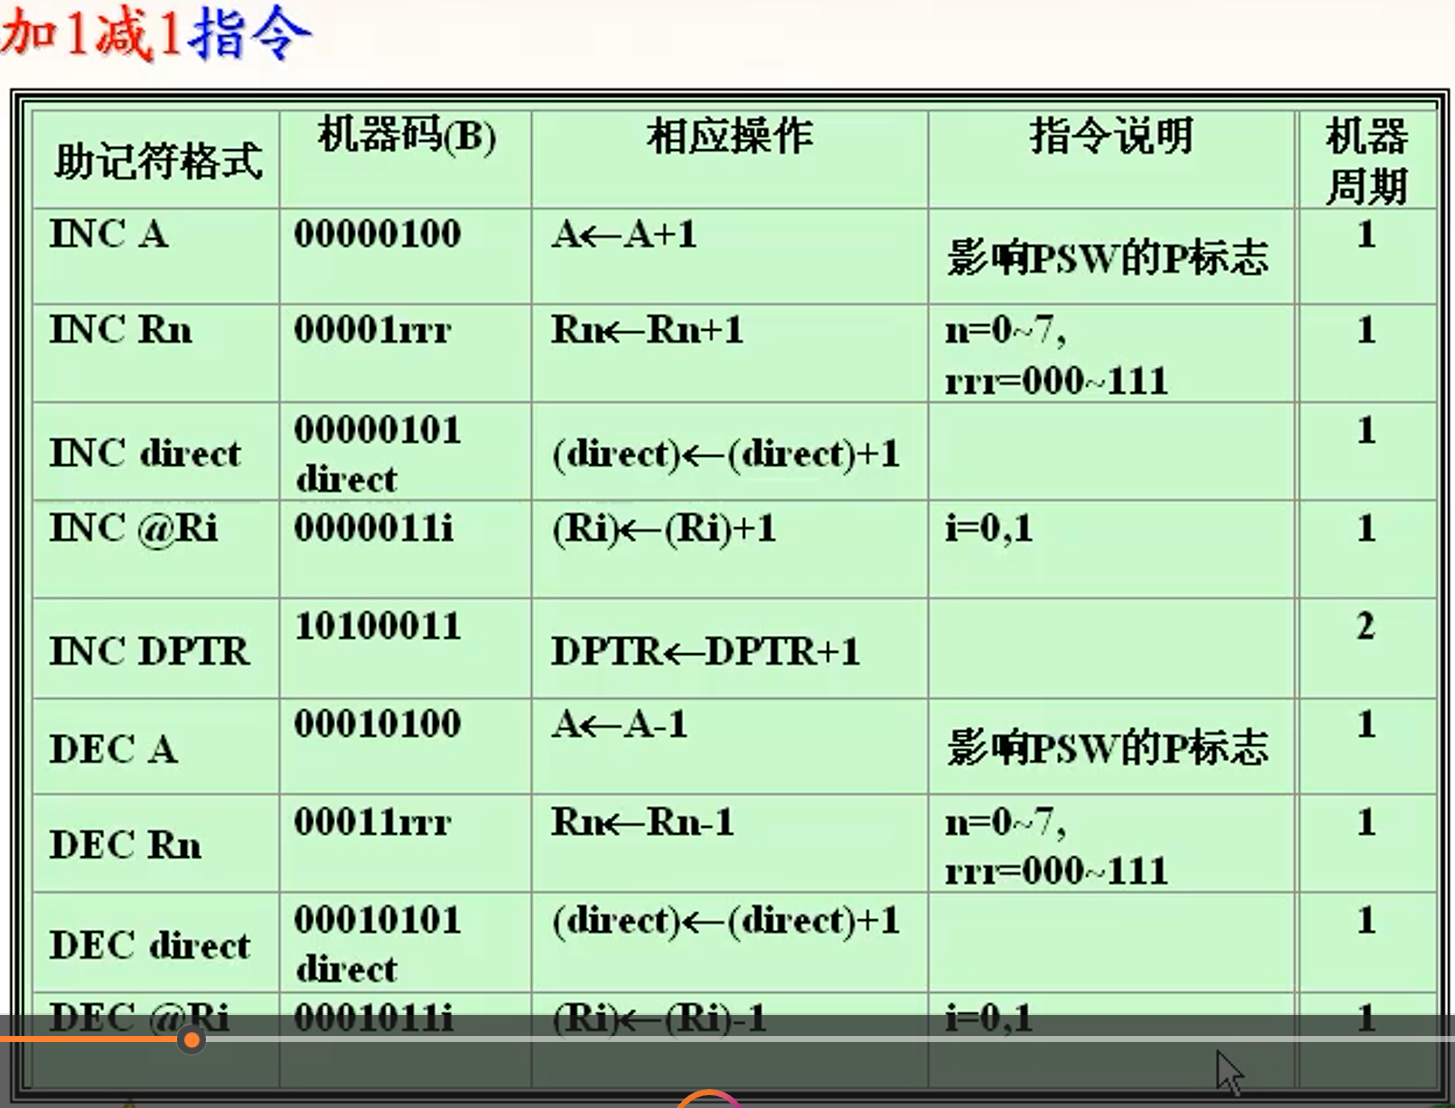 加1减1指令
助记符格式 机器码(B) 相应操作 指令说明 机器
周期
INC A 00000100 A←A+1 影响PSW的P标志 1
INC Rn 00001rrr Rn←Rn+1 n=0~7, 1
rrr=000~111
INC direct 00000101 (direct)←(direct)+1 1
direct
INC @Ri 0000011i (Ri)←(Ri)+1 i=0,1 1
INC DPTR 10100011 DPTR←DPTR+1 2
DEC A 00010100 A←A-1 影响PSW的P标志 1
DEC Rn 00011rrr Rn←Rn-1 n=0~7, 1
rrr=000~111
DEC direct 00010101 (direct)←(direct)+1 1
direct
DEC @Ri 0001011i (Ri)←(Ri)-1 i=0,1 1